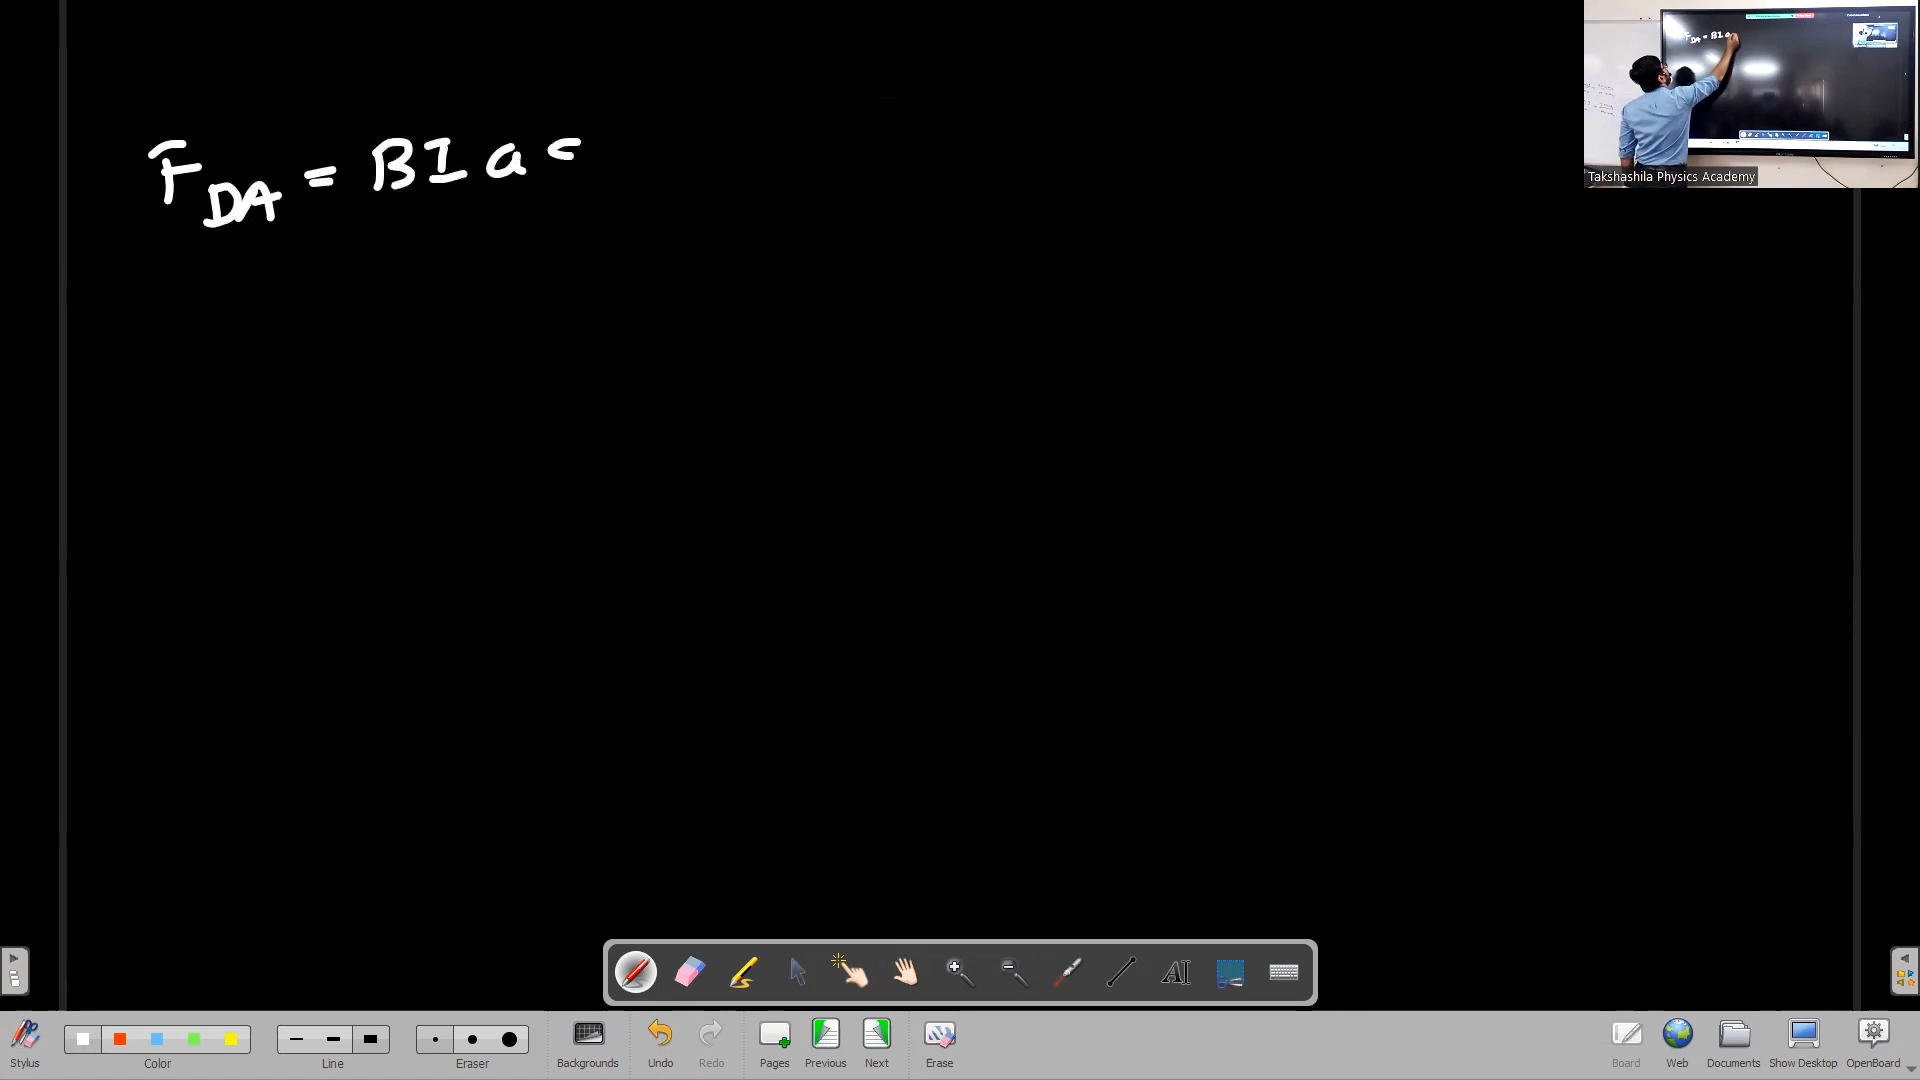 F_DA = BI a
Takshashila Physics Academy
Stylus
Color
Line
Eraser
Backgrounds
Undo
Redo
Pages
Previous
Next
Erase
Board
Web
Documents
Show Desktop
OpenBoard